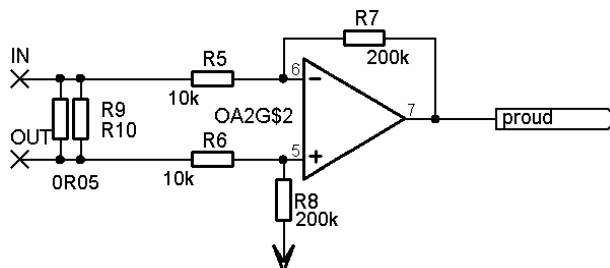 R7
200k
IN
R5
10k
6
OA2G$2
7
proud
R9
R10
OUT
R6
10k
5
0R05
R8
200k